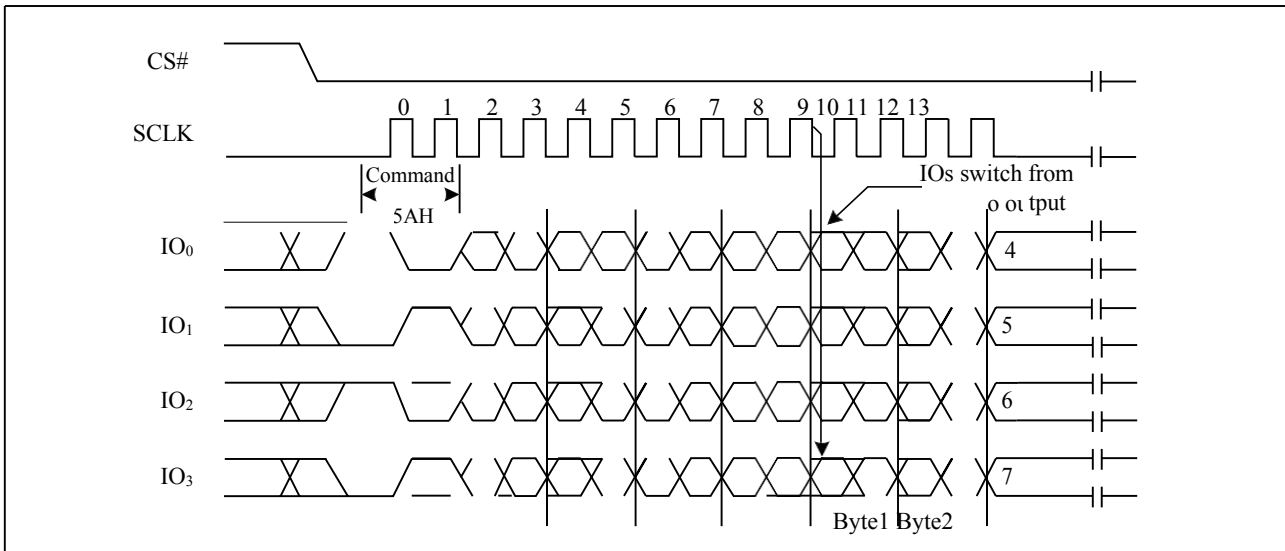 CS#
0 1 2 3 4 5 6 7 8 9 10 11 12 13
SCLK
Command
IOs switch from
5AH
IO0
4
IO1
5
IO2
6
IO3
7
Byte1 Byte2